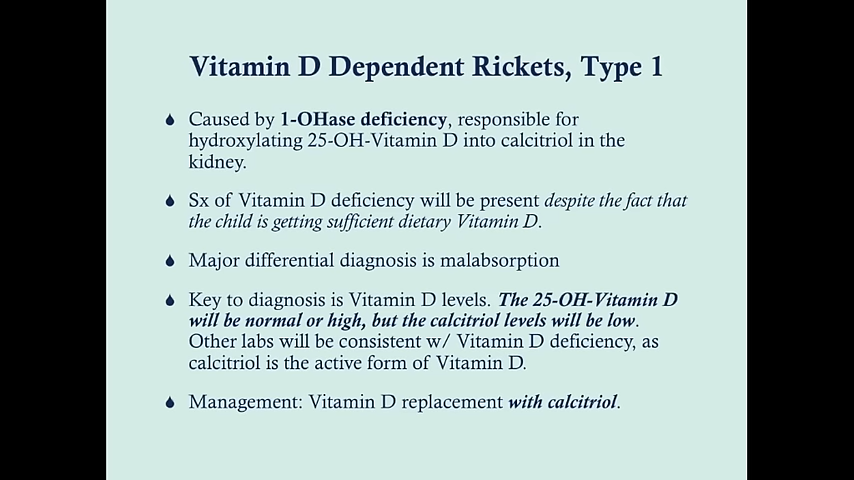 Vitamin D Dependent Rickets, Type 1
Caused by 1-OHase deficiency, responsible for
hydroxylating 25-OH-Vitamin D into calcitriol in the
kidney.
Sx of Vitamin D deficiency will be present despite the fact that
the child is getting sufficient dietary Vitamin D.
Major differential diagnosis is malabsorption
Key to diagnosis is Vitamin D levels. The 25-OH-Vitamin D
will be normal or high, but the calcitriol levels will be low.
Other labs will be consistent w/ Vitamin D deficiency, as
calcitriol is the active form of Vitamin D.
Management: Vitamin D replacement with calcitriol.